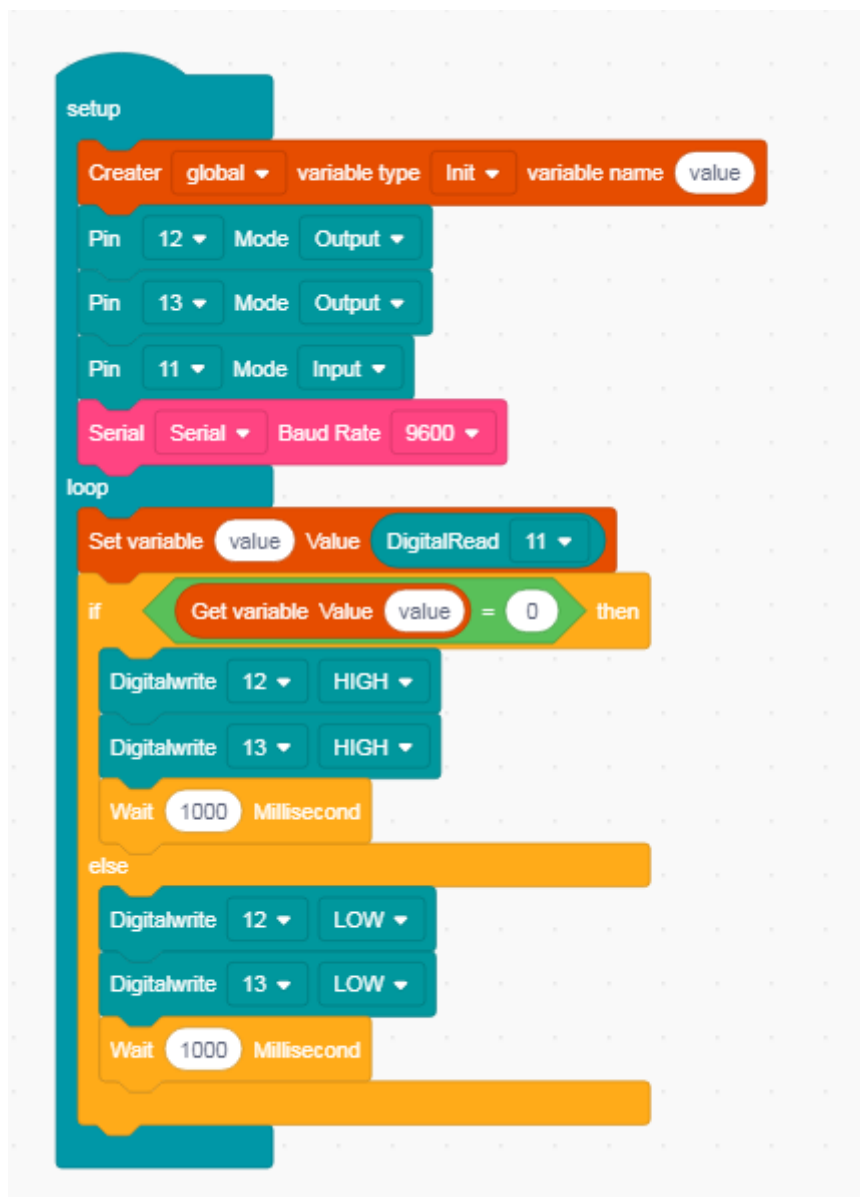 setup
Creater global variable type Init variable name value
Pin 12 Mode Output
Pin 13 Mode Output
Pin 11 Mode Input
Serial Serial Baud Rate 9600
loop
Set variable value Value DigitalRead 11
if Get variable Value value = 0 then
Digitalwrite 12 HIGH
Digitalwrite 13 HIGH
Wait 1000 Millisecond
else
Digitalwrite 12 LOW
Digitalwrite 13 LOW
Wait 1000 Millisecond